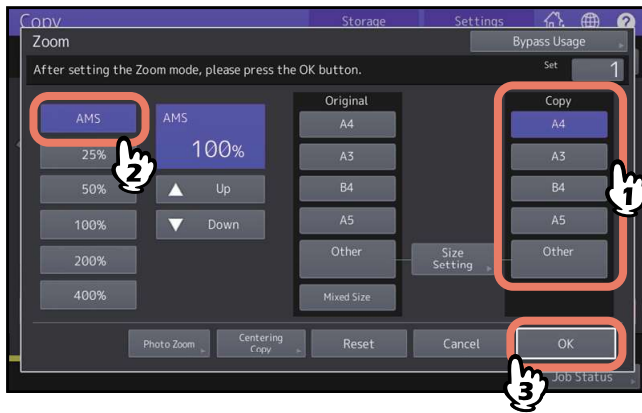 Copy Storage Settings ?
Zoom Bypass Usage
After setting the Zoom mode, please press the OK button. Set 1
Original Copy
AMS AMS A4 A4
25% 100% A3 A3
2
50% Up B4 B4
1
100% Down A5 A5
200% Other Size Setting Other
400% Mixed Size
Photo Zoom Centering Copy Reset Cancel OK
3
Job Status